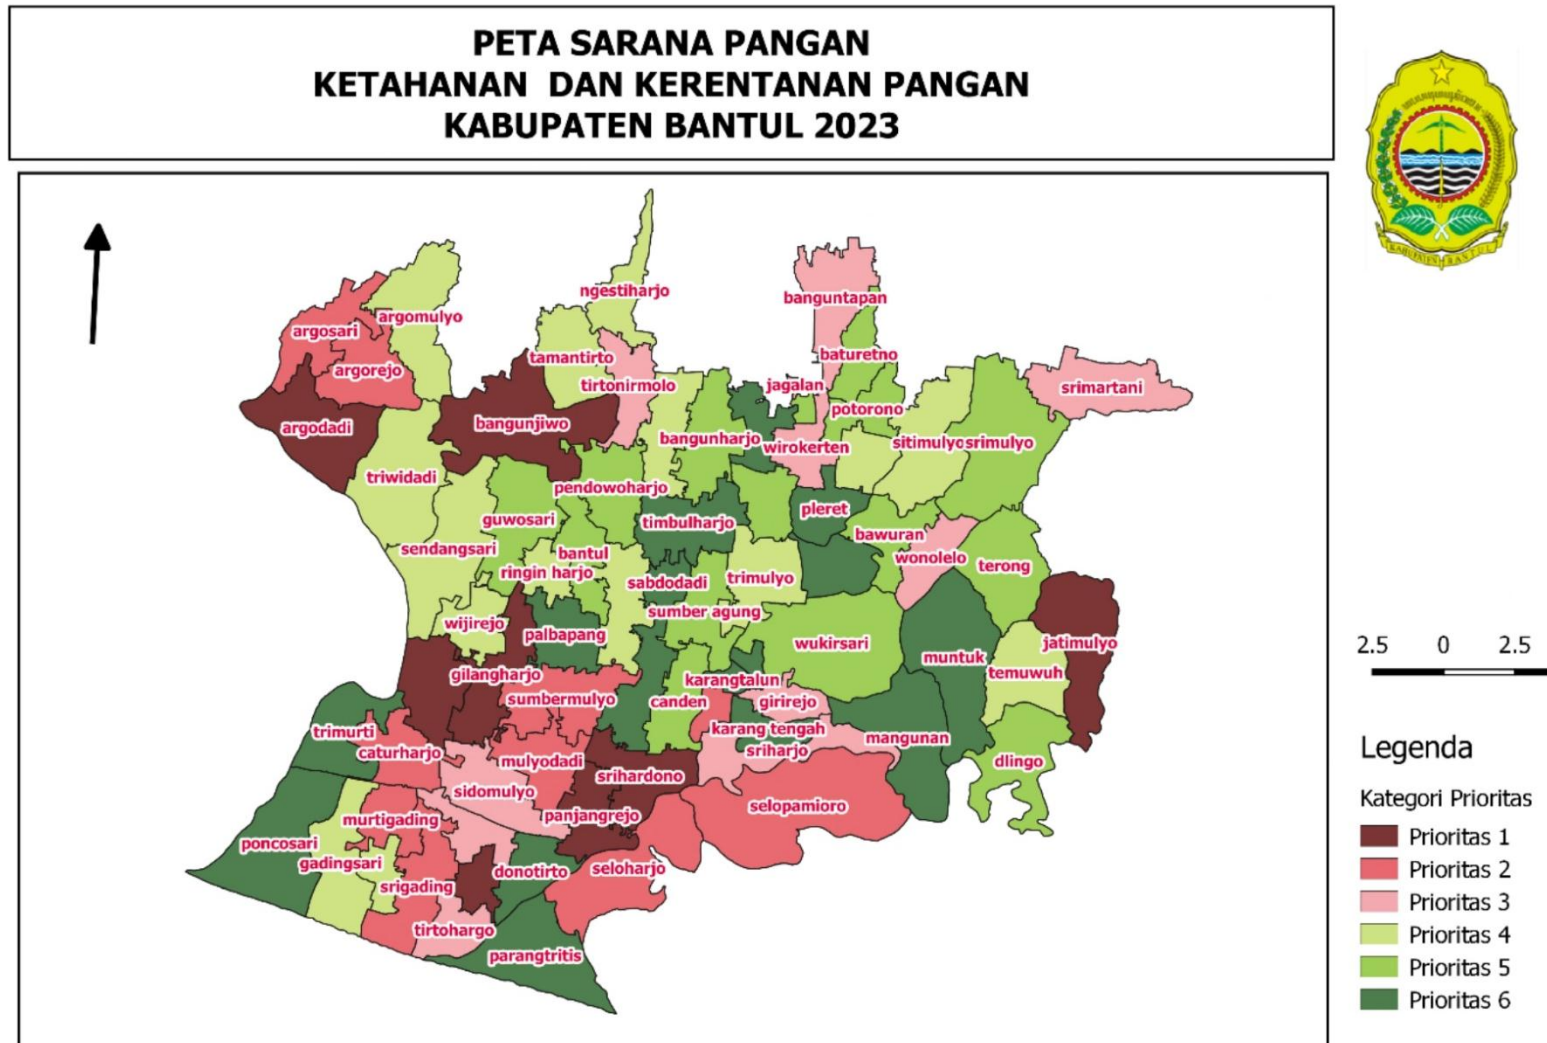 PETA SARANA PANGAN
KETAHANAN DAN KERENTANAN PANGAN
KABUPATEN BANTUL 2023
KABUPATEN BANTUL
ngestiharjo
banguntapan
argomulyo
argosari
tamantirto
baturetno
argorejo
tirtonirmolo
jagalan
srimartani
potorono
bangunjiwo
argodadi
bangunharjo
wirokerten
sitimulyo
srimulyo
triwidadi
pendowoharjo
guwosari
timbulharjo
pleret
bawuran
sendangsari
bantul
wonolelo
terong
ringin harjo
sabdodadi
trimulyo
sumber agung
wijirejo
palbapang
wukirsari
jatimulyo
muntuk
temuwuh
gilangharjo
karangtalun
sumbermulyo
canden
girirejo
trimurti
karang tengah
mangunan
caturharjo
sriharjo
mulyodadi
dlingo
srihardono
sidomulyo
selopamioro
panjangrejo
murtigading
poncosari
gadingsari
donotirto
seloharjo
srigading
tirtohargo
parangtritis
2.5 0 2.5
Legenda
Kategori Prioritas
Prioritas 1
Prioritas 2
Prioritas 3
Prioritas 4
Prioritas 5
Prioritas 6